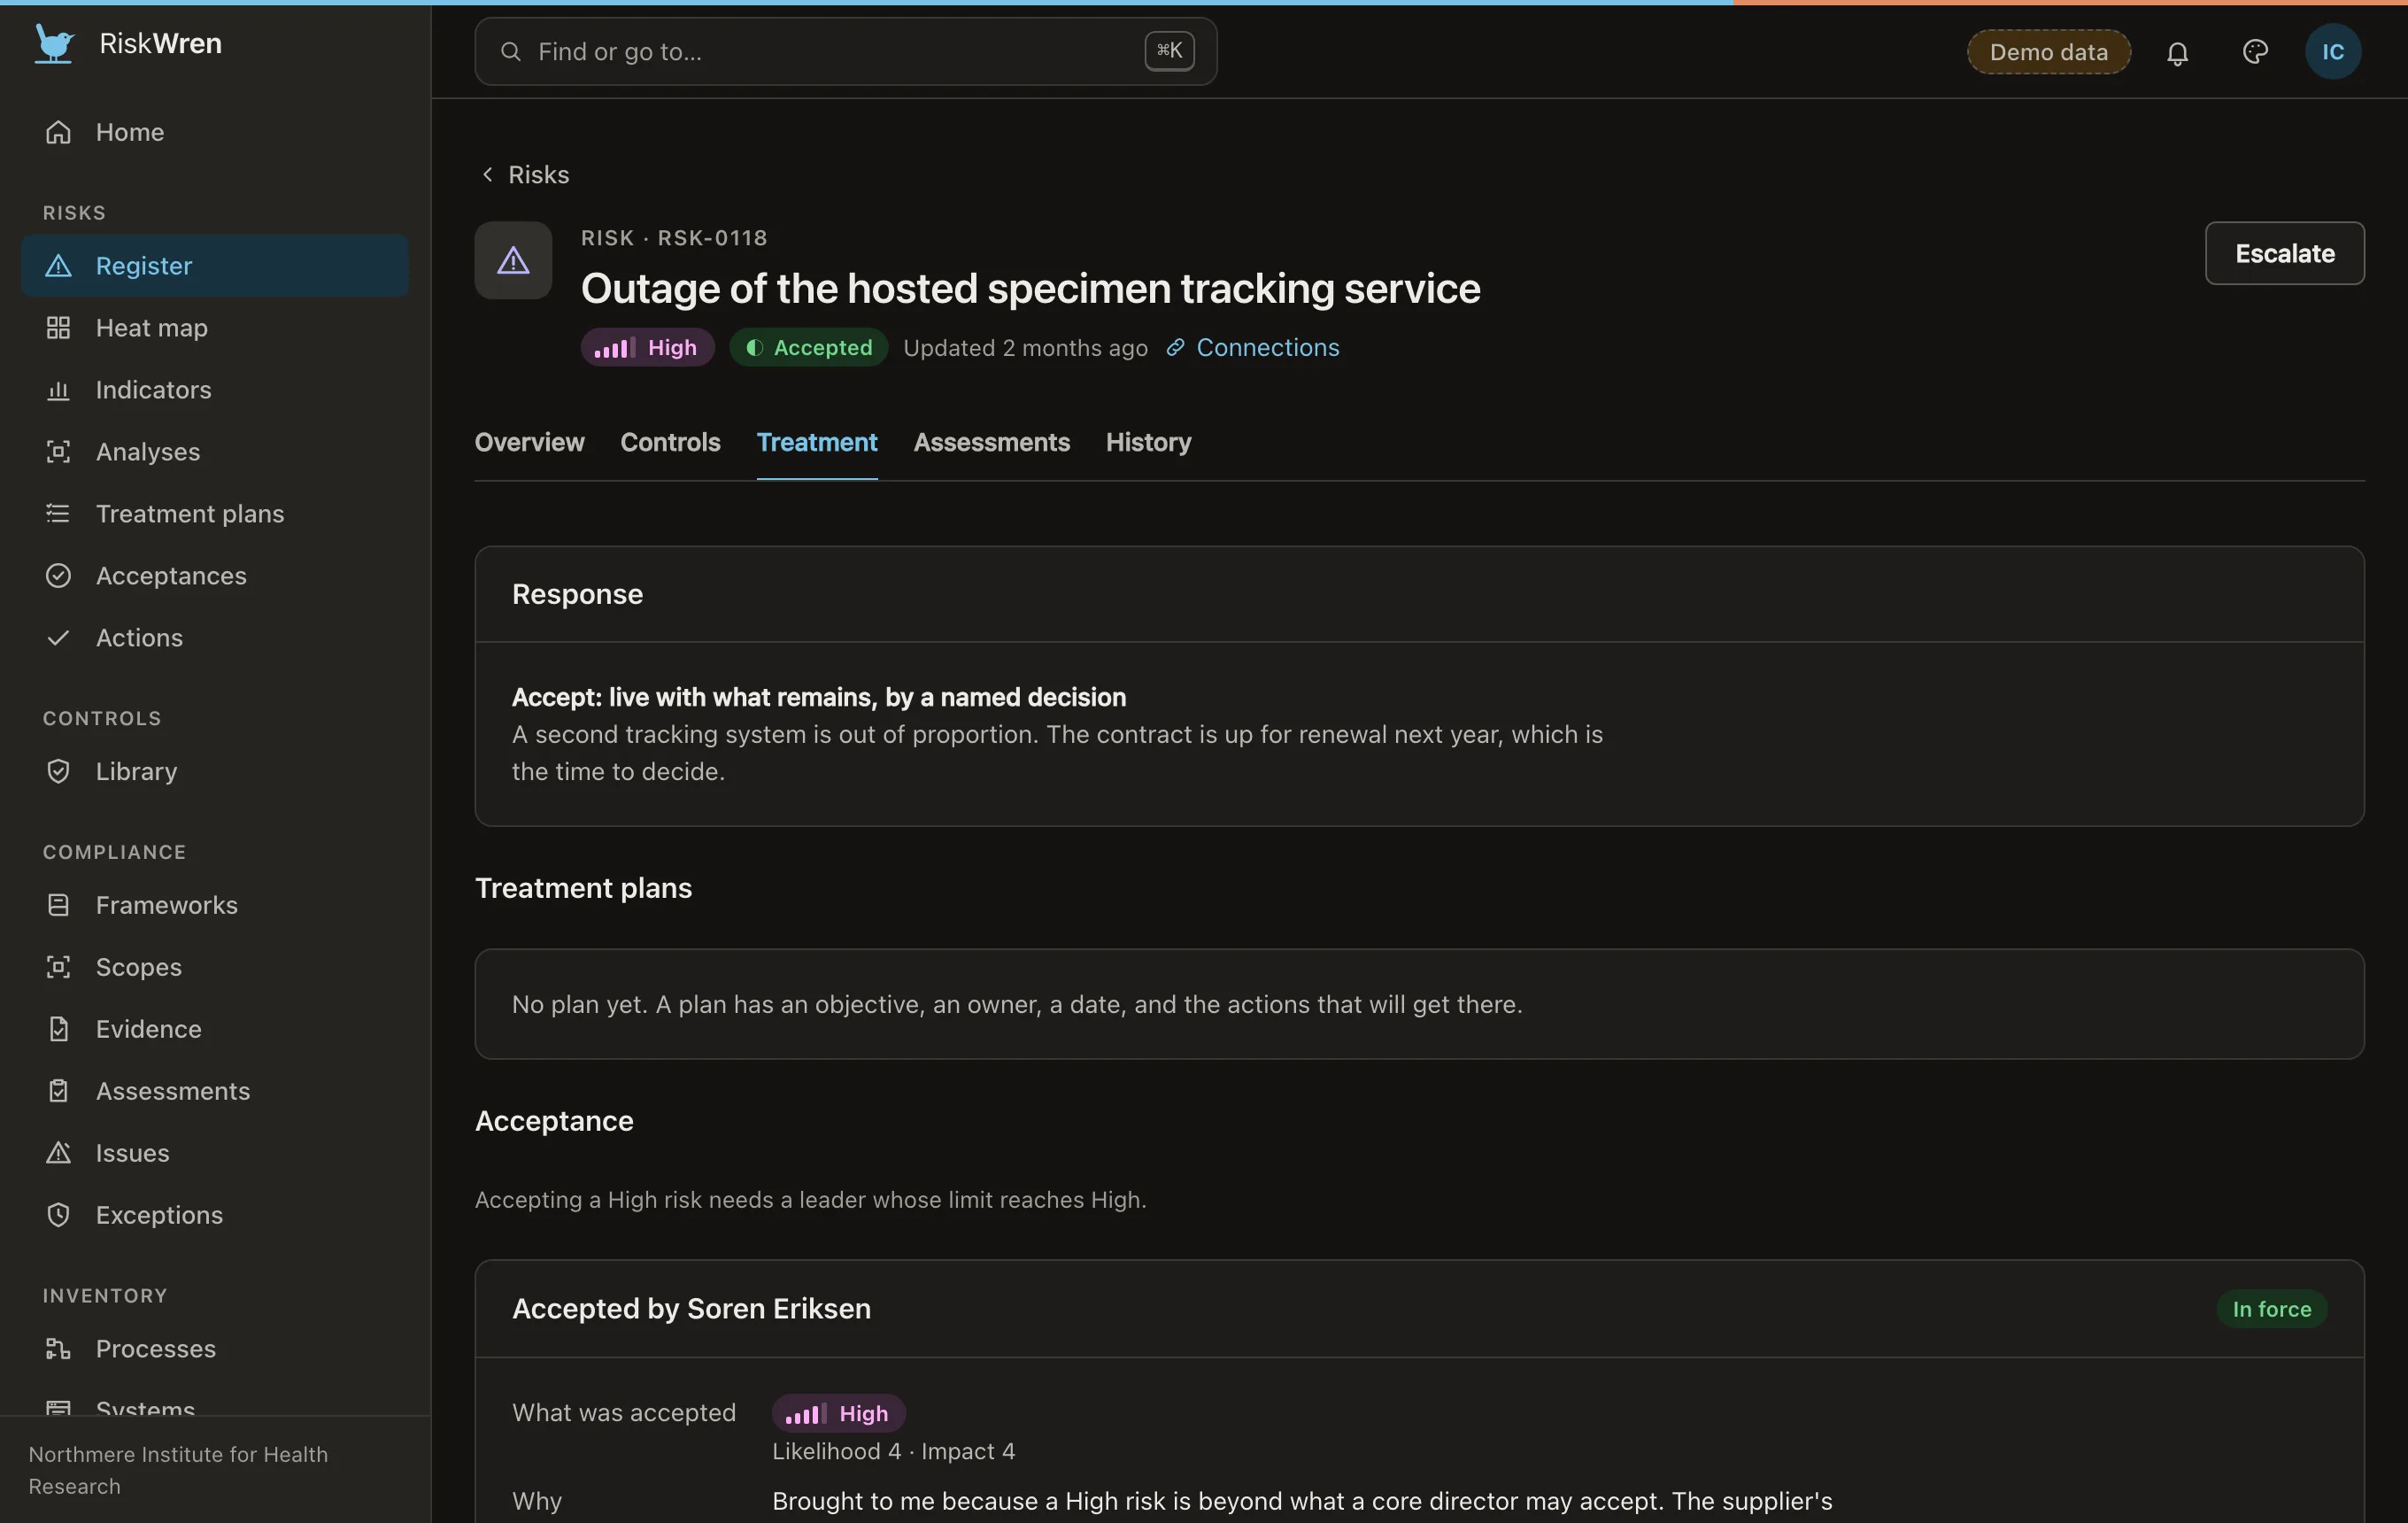 RiskWren
Find or go to...
⌘K
Demo data
IC
Home
RISKS
Register
Heat map
Indicators
Analyses
Treatment plans
Acceptances
Actions
CONTROLS
Library
COMPLIANCE
Frameworks
Scopes
Evidence
Assessments
Issues
Exceptions
INVENTORY
Processes
Systems
Northmere Institute for Health
Research
Risks
RISK · RSK-0118
Outage of the hosted specimen tracking service
Escalate
High
Accepted
Updated 2 months ago
Connections
Overview
Controls
Treatment
Assessments
History
Response
Accept: live with what remains, by a named decision
A second tracking system is out of proportion. The contract is up for renewal next year, which is
the time to decide.
Treatment plans
No plan yet. A plan has an objective, an owner, a date, and the actions that will get there.
Acceptance
Accepting a High risk needs a leader whose limit reaches High.
Accepted by Soren Eriksen
In force
What was accepted
High
Likelihood 4 · Impact 4
Why
Brought to me because a High risk is beyond what a core director may accept. The supplier's